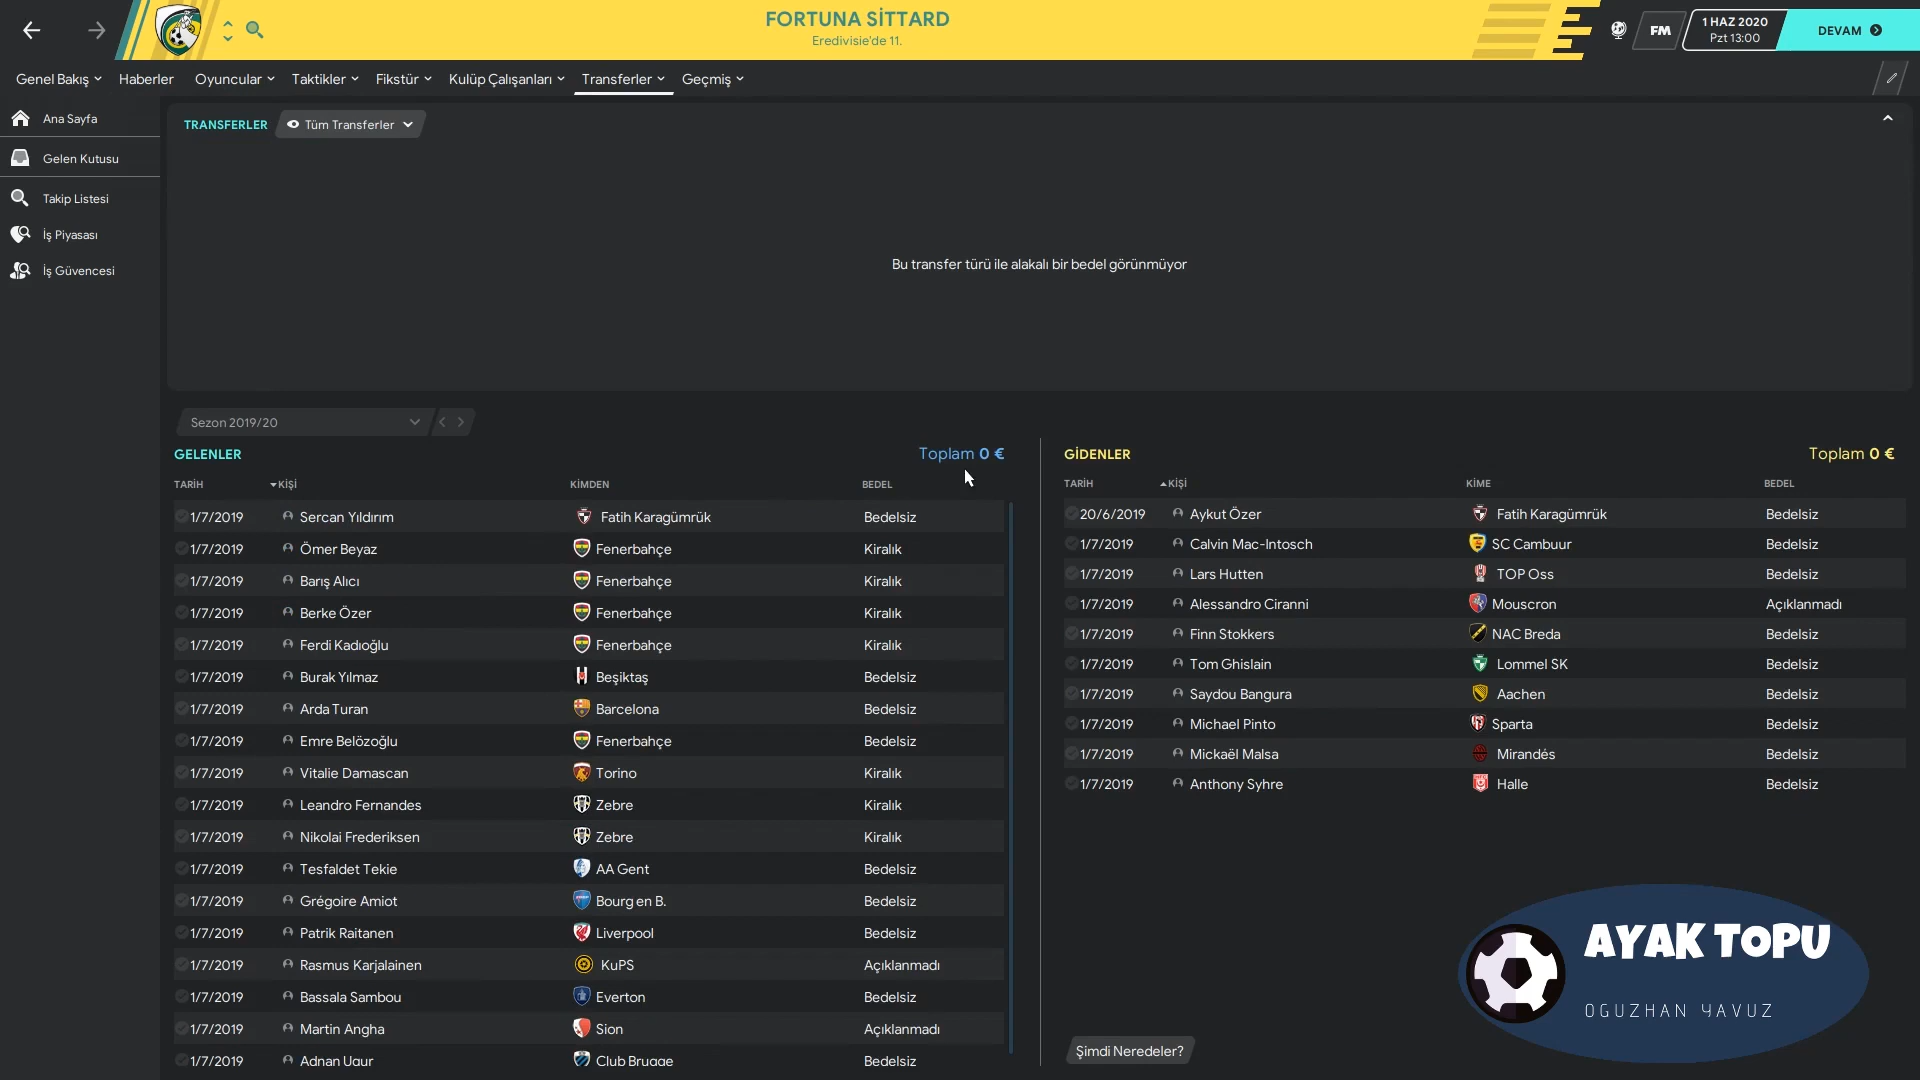 FORTUNA SİTTARD
Eredivisie'de 11.
FM
1 HAZ 2020
Pzt 13:00
DEVAM
Genel Bakış
Haberler
Oyuncular
Taktikler
Fikstür
Kulüp Çalışanları
Transferler
Geçmiş
Ana Sayfa
Gelen Kutusu
Takip Listesi
İş Piyasası
İş Güvencesi
TRANSFERLER
Tüm Transferler
Bu transfer türü ile alakalı bir bedel görünmüyor
Sezon 2019/20
GELENLER
Toplam 0 €
TARİH KİŞİ KİMDEN BEDEL
1/7/2019 Sercan Yıldırım Fatih Karagümrük Bedelsiz
1/7/2019 Ömer Beyaz Fenerbahçe Kiralık
1/7/2019 Barış Alıcı Fenerbahçe Kiralık
1/7/2019 Berke Özer Fenerbahçe Kiralık
1/7/2019 Ferdi Kadıoğlu Fenerbahçe Kiralık
1/7/2019 Burak Yılmaz Beşiktaş Bedelsiz
1/7/2019 Arda Turan Barcelona Bedelsiz
1/7/2019 Emre Belözoğlu Fenerbahçe Bedelsiz
1/7/2019 Vitalie Damascan Torino Kiralık
1/7/2019 Leandro Fernandes Zebre Kiralık
1/7/2019 Nikolai Frederiksen Zebre Kiralık
1/7/2019 Tesfaldet Tekie AA Gent Bedelsiz
1/7/2019 Grégoire Amiot Bourg en B. Bedelsiz
1/7/2019 Patrik Raitanen Liverpool Bedelsiz
1/7/2019 Rasmus Karjalainen KuPS Açıklanmadı
1/7/2019 Bassala Sambou Everton Bedelsiz
1/7/2019 Martin Angha Sion Açıklanmadı
1/7/2019 Adnan Ugur Club Brugge Bedelsiz
GİDENLER
Toplam 0 €
TARİH KİŞİ KİME BEDEL
20/6/2019 Aykut Özer Fatih Karagümrük Bedelsiz
1/7/2019 Calvin Mac-Intosch SC Cambuur Bedelsiz
1/7/2019 Lars Hutten TOP Oss Bedelsiz
1/7/2019 Alessandro Ciranni Mouscron Açıklanmadı
1/7/2019 Finn Stokkers NAC Breda Bedelsiz
1/7/2019 Tom Ghislain Lommel SK Bedelsiz
1/7/2019 Saydou Bangura Aachen Bedelsiz
1/7/2019 Michael Pinto Sparta Bedelsiz
1/7/2019 Mickaël Malsa Mirandés Bedelsiz
1/7/2019 Anthony Syhre Halle Bedelsiz
Şimdi Neredeler?
AYAK TOPU
OGUZHAN YAVUZ